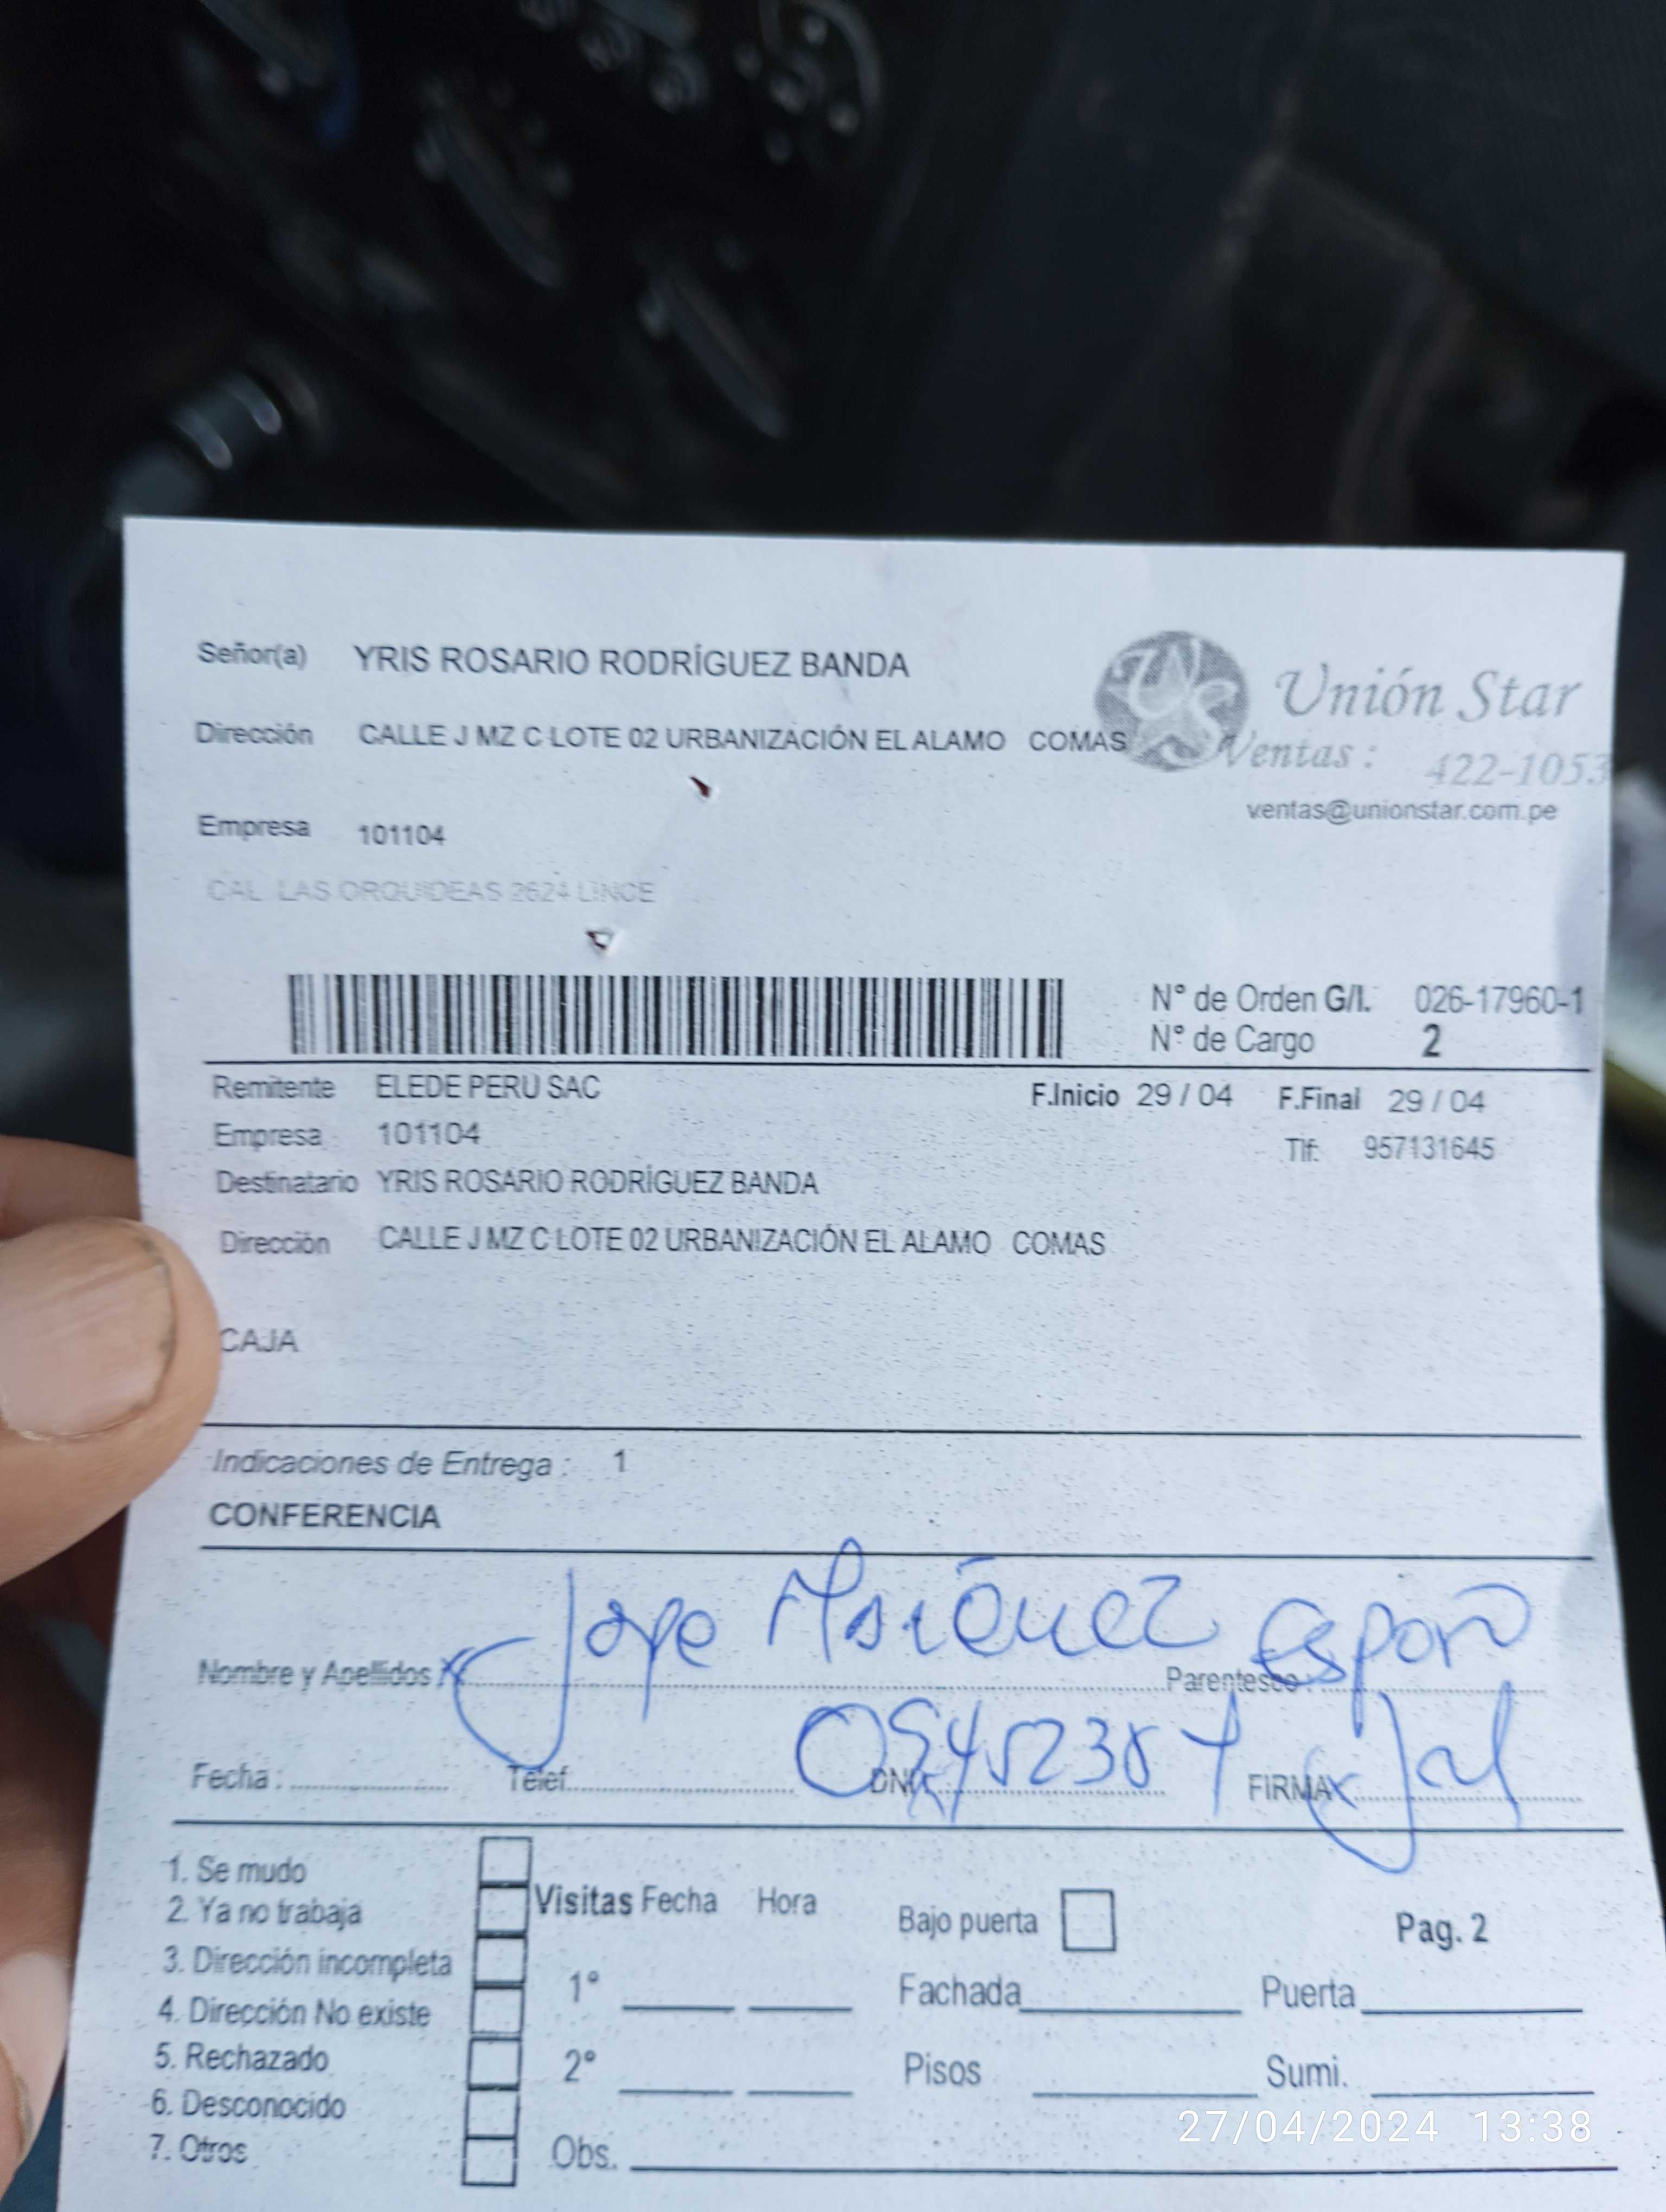 Señor(a) YRIS ROSARIO RODRÍGUEZ BANDA
Unión Star
Dirección CALLE J MZ C LOTE 02 URBANIZACIÓN EL ALAMO COMAS
Ventas : 422-1053
ventas@unionstar.com.pe
Empresa 101104
CAL. LAS ORQUIDEAS 2624 LINCE
N° de Orden G/I. 026-17960-1
N° de Cargo 2
Remitente ELEDE PERU SAC F.Inicio 29 / 04 F.Final 29 / 04
Empresa 101104 Tlf: 957131645
Destinatario YRIS ROSARIO RODRÍGUEZ BANDA
Dirección CALLE J MZ C LOTE 02 URBANIZACIÓN EL ALAMO COMAS
CAJA
Indicaciones de Entrega : 1
CONFERENCIA
Nombre y Apellidos Parentesco :
Fecha : Telef. DNI FIRMA
1. Se mudo
2. Ya no trabaja
3. Dirección incompleta
4. Dirección No existe
5. Rechazado
6. Desconocido
7. Otros
Visitas Fecha Hora
1°
2°
Obs.
Bajo puerta Pag. 2
Fachada Puerta
Pisos Sumi.
27/04/2024 13:38